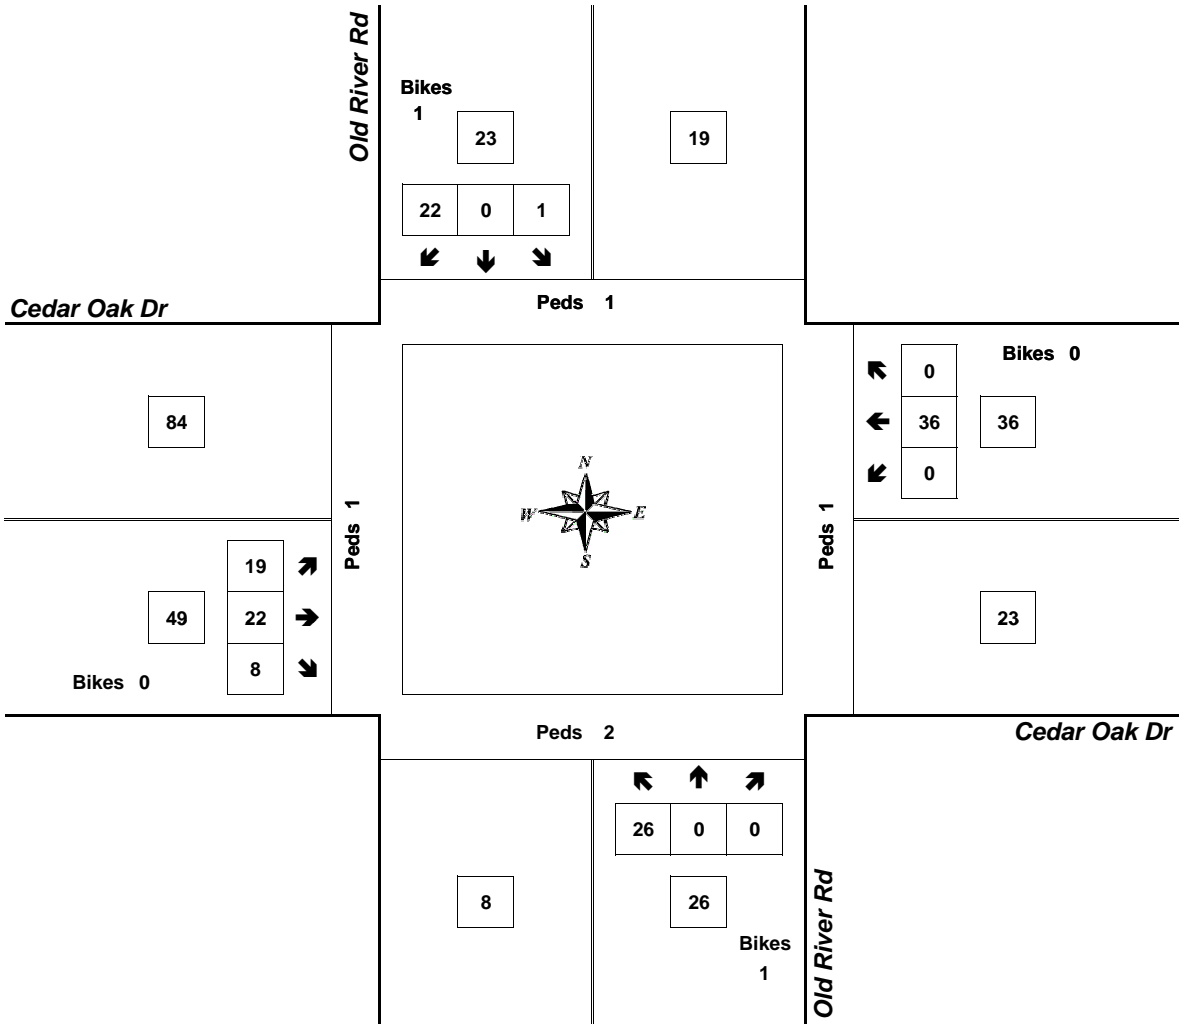 Old River Rd
Bikes
1
23
19
22 0 1
Peds 1
Cedar Oak Dr
0
Bikes 0
84
36
36
0
N
W E
S
Peds 1
Peds 1
19
49
22
23
8
Bikes 0
Peds 2
Cedar Oak Dr
26 0 0
8
26
Bikes
1
Old River Rd